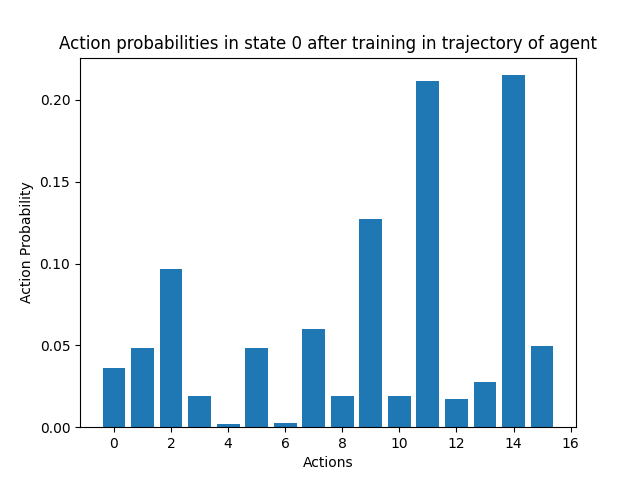 Action probabilities in state 0 after training in trajectory of agent
0.20
0.15
0.10
0.05
0.00
Action Probability
0 2 4 6 8 10 12 14 16
Actions